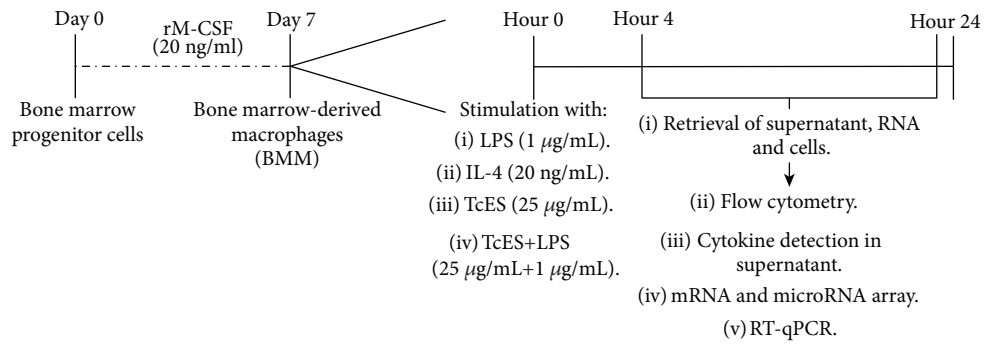 Day 0
rM-CSF
(20 ng/ml)
Day 7
Bone marrow
progenitor cells
Bone marrow-derived
macrophages
(BMM)
Hour 0
Hour 4
Hour 24
Stimulation with:
(i) LPS (1 μg/mL).
(ii) IL-4 (20 ng/mL).
(iii) TcES (25 μg/mL).
(iv) TcES+LPS
(25 μg/mL+1 μg/mL).
(i) Retrieval of supernatant, RNA
and cells.
(ii) Flow cytometry.
(iii) Cytokine detection in
supernatant.
(iv) mRNA and microRNA array.
(v) RT-qPCR.